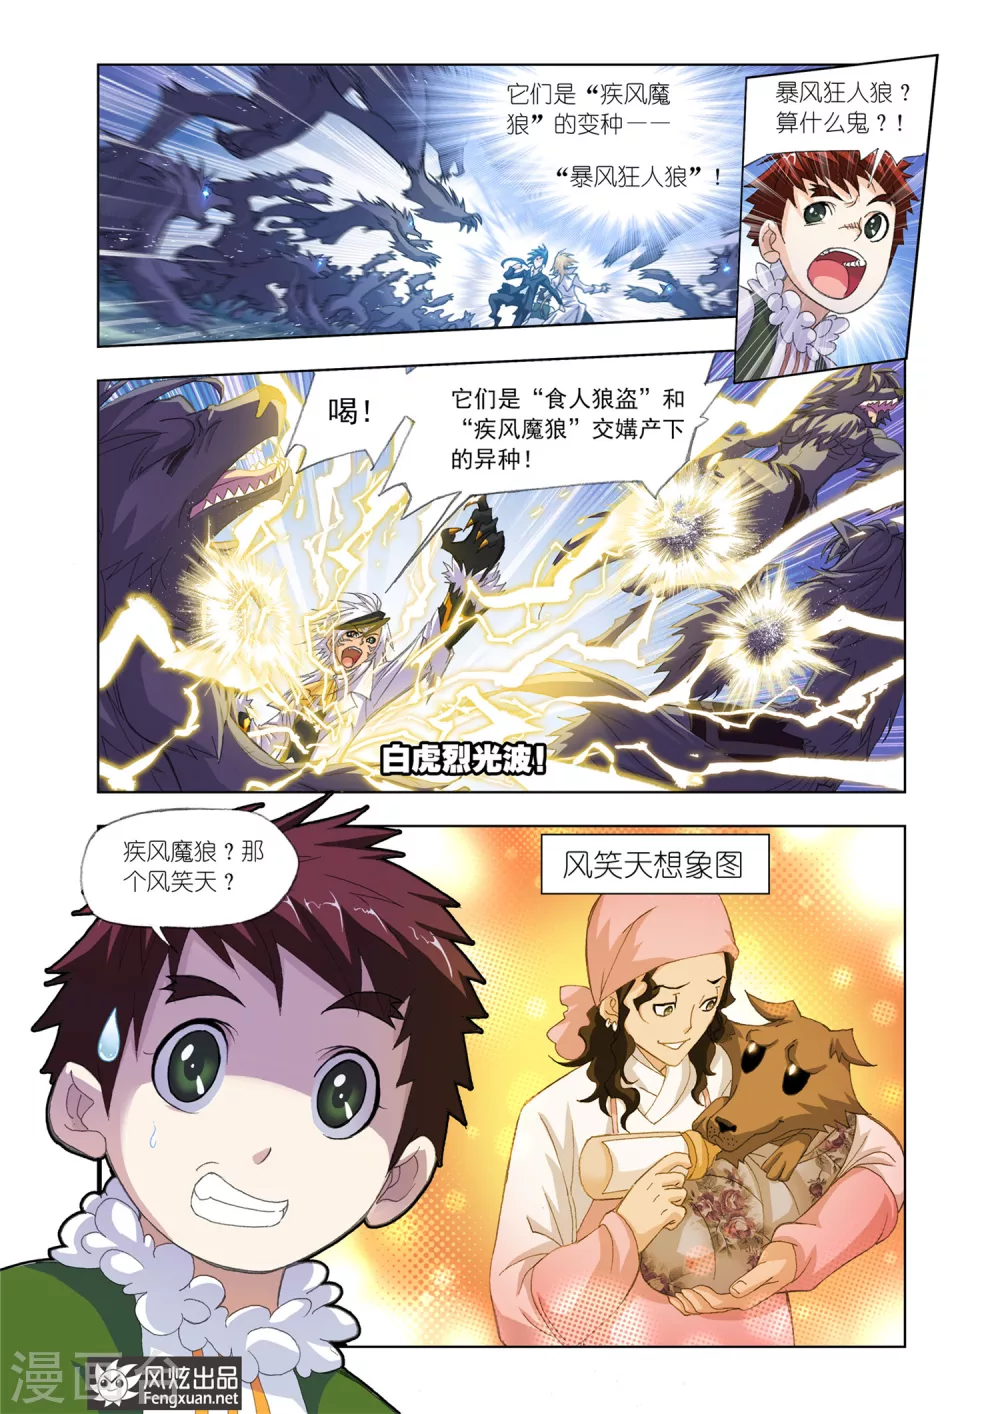 它们是“疾风魔
狼”的变种——
“暴风狂人狼”！
暴风狂人狼？
算什么鬼？！
喝！
它们是“食人狼盗”和
“疾风魔狼”交媾产下
的异种！
白虎烈光波！
疾风魔狼？那
个风笑天？
风笑天想象图
漫画台
风炫出品
Fengxuan.net